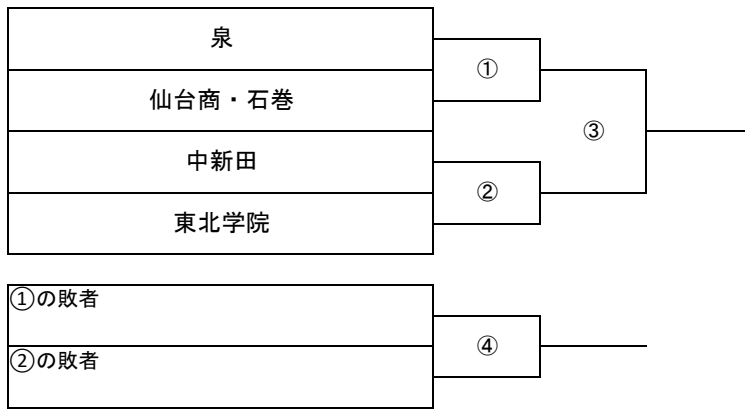 泉
①
仙台商・石巻
③
中新田
②
東北学院
①の敗者
④
②の敗者